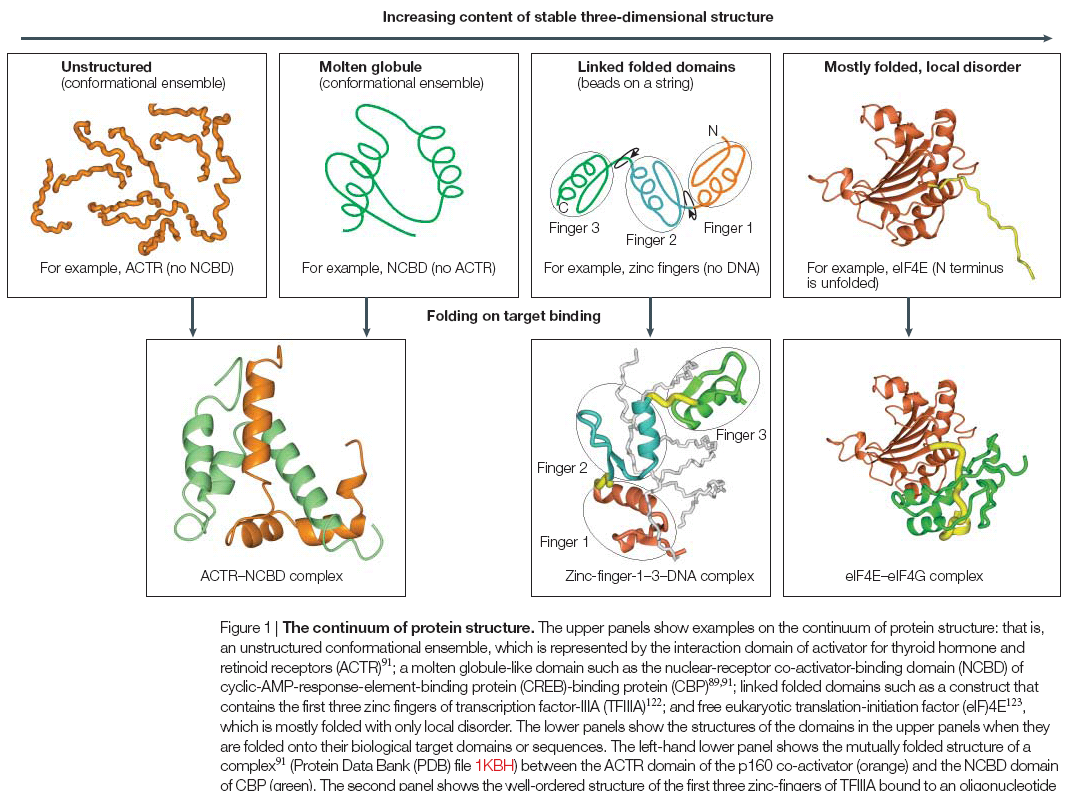 Increasing content of stable three-dimensional structure
Unstructured
(conformational ensemble)
For example, ACTR (no NCBD)
Molten globule
(conformational ensemble)
For example, NCBD (no ACTR)
Linked folded domains
(beads on a string)
N
C
Finger 3
Finger 2
Finger 1
For example, zinc fingers (no DNA)
Mostly folded, local disorder
For example, eIF4E (N terminus
is unfolded)
Folding on target binding
ACTR–NCBD complex
Finger 3
Finger 2
Finger 1
Zinc-finger-1–3–DNA complex
eIF4E–eIF4G complex
Figure 1 | The continuum of protein structure. The upper panels show examples on the continuum of protein structure: that is,
an unstructured conformational ensemble, which is represented by the interaction domain of activator for thyroid hormone and
retinoid receptors (ACTR)91; a molten globule-like domain such as the nuclear-receptor co-activator-binding domain (NCBD) of
cyclic-AMP-response-element-binding protein (CREB)-binding protein (CBP)89,91; linked folded domains such as a construct that
contains the first three zinc fingers of transcription factor-IIIA (TFIIIA)122; and free eukaryotic translation-initiation factor (eIF)4E123,
which is mostly folded with only local disorder. The lower panels show the structures of the domains in the upper panels when they
are folded onto their biological target domains or sequences. The left-hand lower panel shows the mutually folded structure of a
complex91 (Protein Data Bank (PDB) file 1KBH) between the ACTR domain of the p160 co-activator (orange) and the NCBD domain
of CBP (green). The second panel shows the well-ordered structure of the first three zinc-fingers of TFIIIA bound to an oligonucleotide